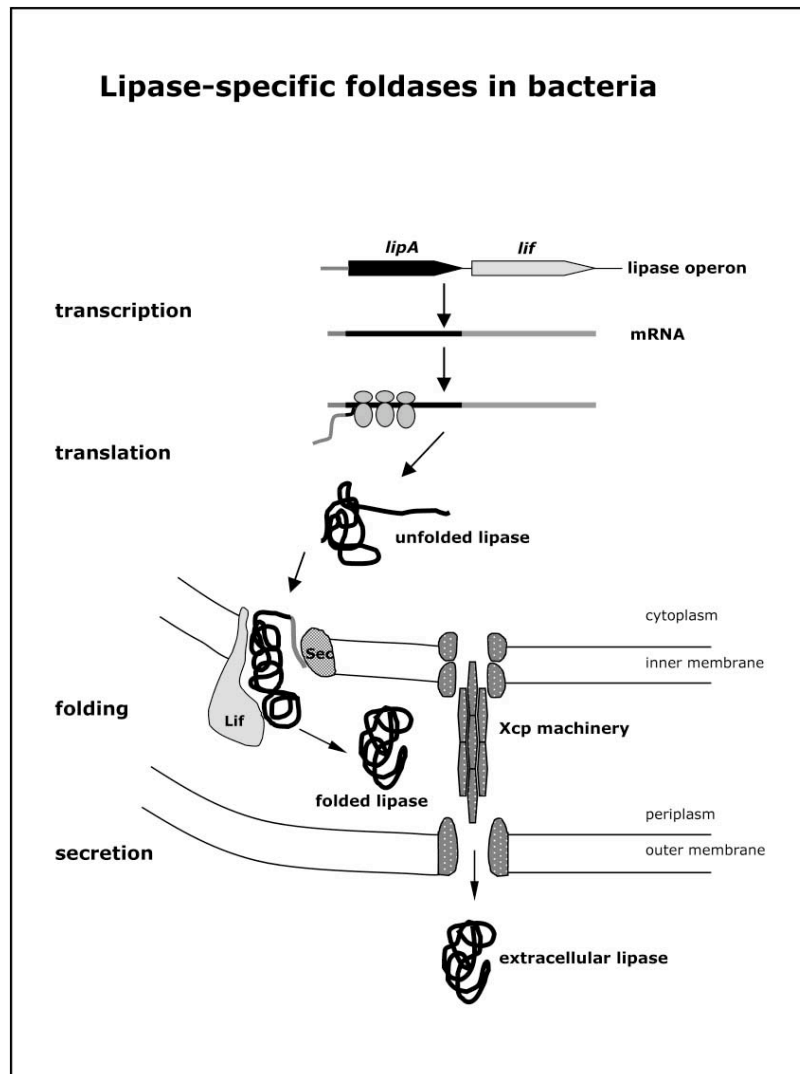 Lipase-specific foldases in bacteria
lipA
lif
lipase operon
transcription
mRNA
translation
unfolded lipase
cytoplasm
Sec
inner membrane
folding
Lif
Xcp machinery
folded lipase
periplasm
secretion
outer membrane
extracellular lipase